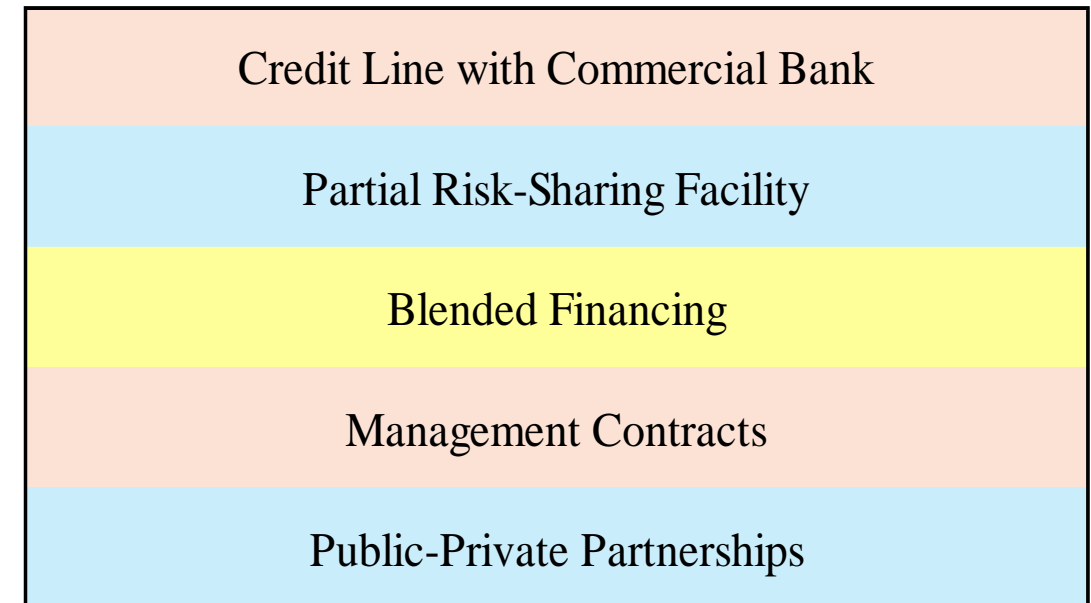 Credit Line with Commercial Bank
Partial Risk-Sharing Facility
Blended Financing
Management Contracts
Public-Private Partnerships